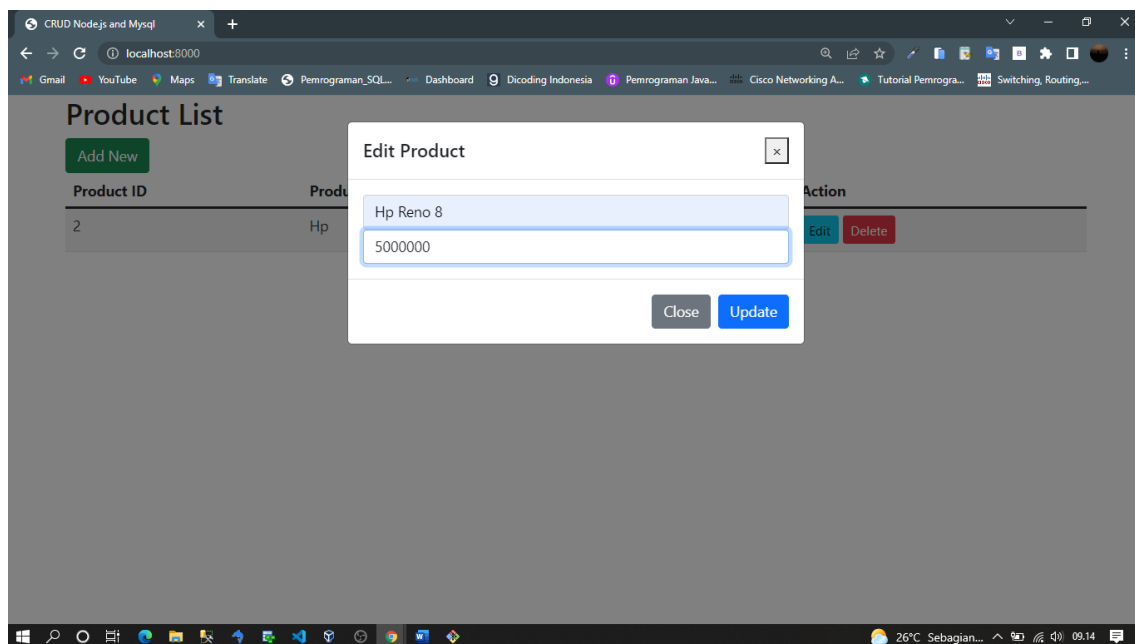 CRUD Node.js and Mysql
localhost:8000
Gmail YouTube Maps Translate Pemrograman_SQL... Dashboard Dicoding Indonesia Pemrograman Java... Cisco Networking A... Tutorial Pemrogra... Switching, Routing,...
Product List
Add New
Product ID Produ Action
2 Hp Edit Delete
Edit Product
Hp Reno 8
5000000
Close Update
26°C Sebagian... 09.14